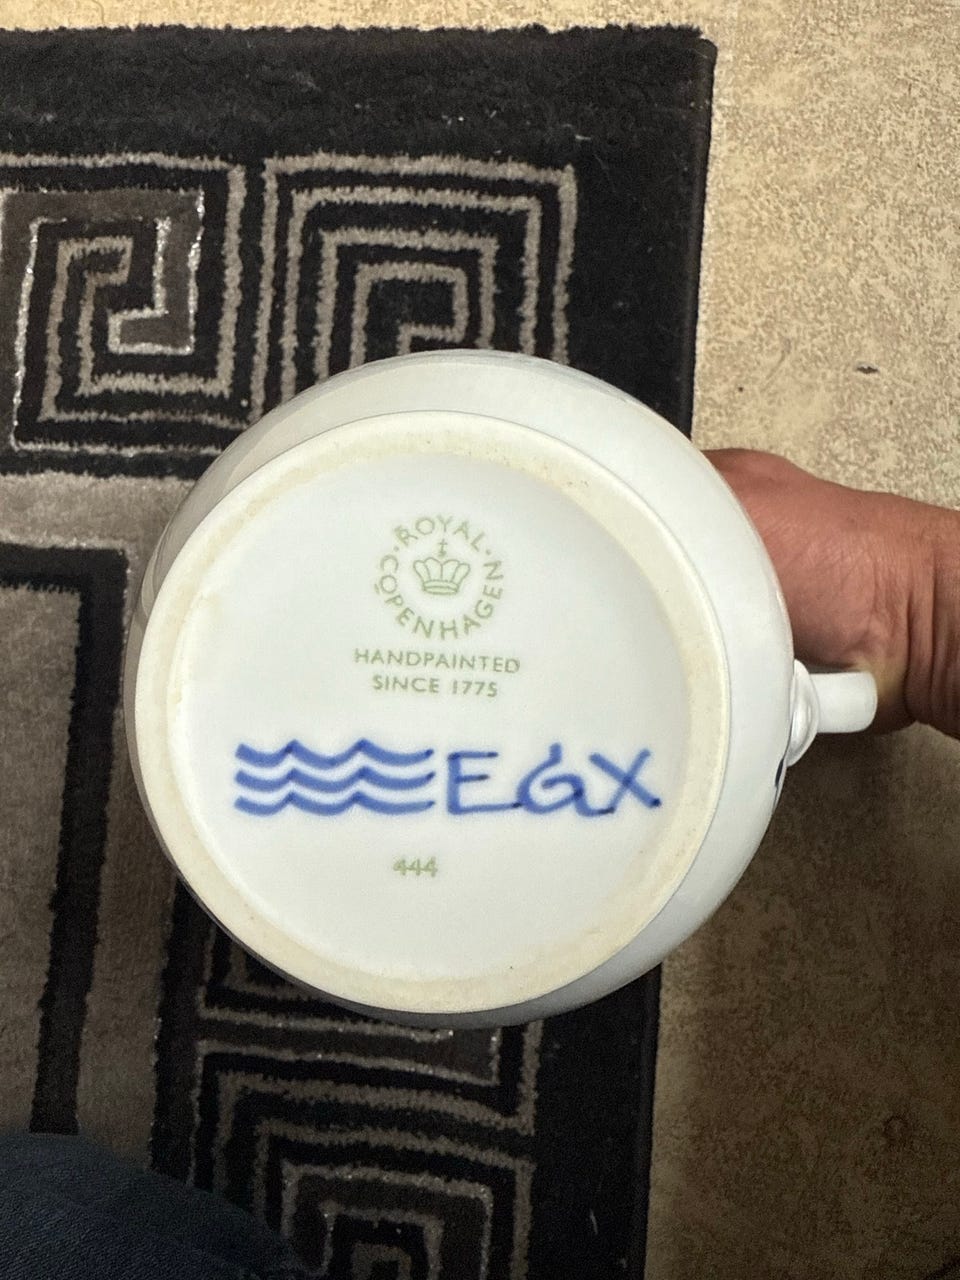 ROYAL COPENHAGEN
HANDPAINTED
SINCE 1775
EGX
444